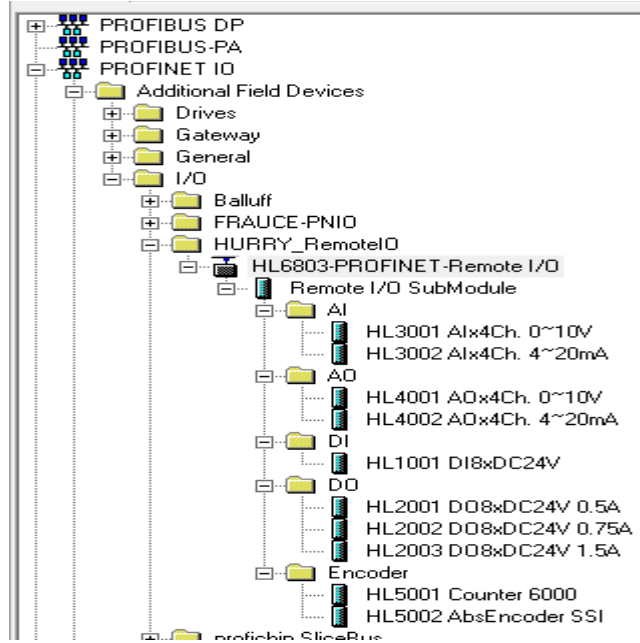 PROFIBUS DP
PROFIBUS-PA
PROFINET IO
Additional Field Devices
Drives
Gateway
General
I/O
Balluff
FRAUCE-PNIO
HURRY_RemoteIO
HL6803-PROFINET-Remote I/O
Remote I/O SubModule
AI
HL3001 AIx4Ch. 0~10V
HL3002 AIx4Ch. 4~20mA
AO
HL4001 AOx4Ch. 0~10V
HL4002 AOx4Ch. 4~20mA
DI
HL1001 DI8xDC24V
DO
HL2001 DO8xDC24V 0.5A
HL2002 DO8xDC24V 0.75A
HL2003 DO8xDC24V 1.5A
Encoder
HL5001 Counter 6000
HL5002 AbsEncoder SSI
profichip SliceBus